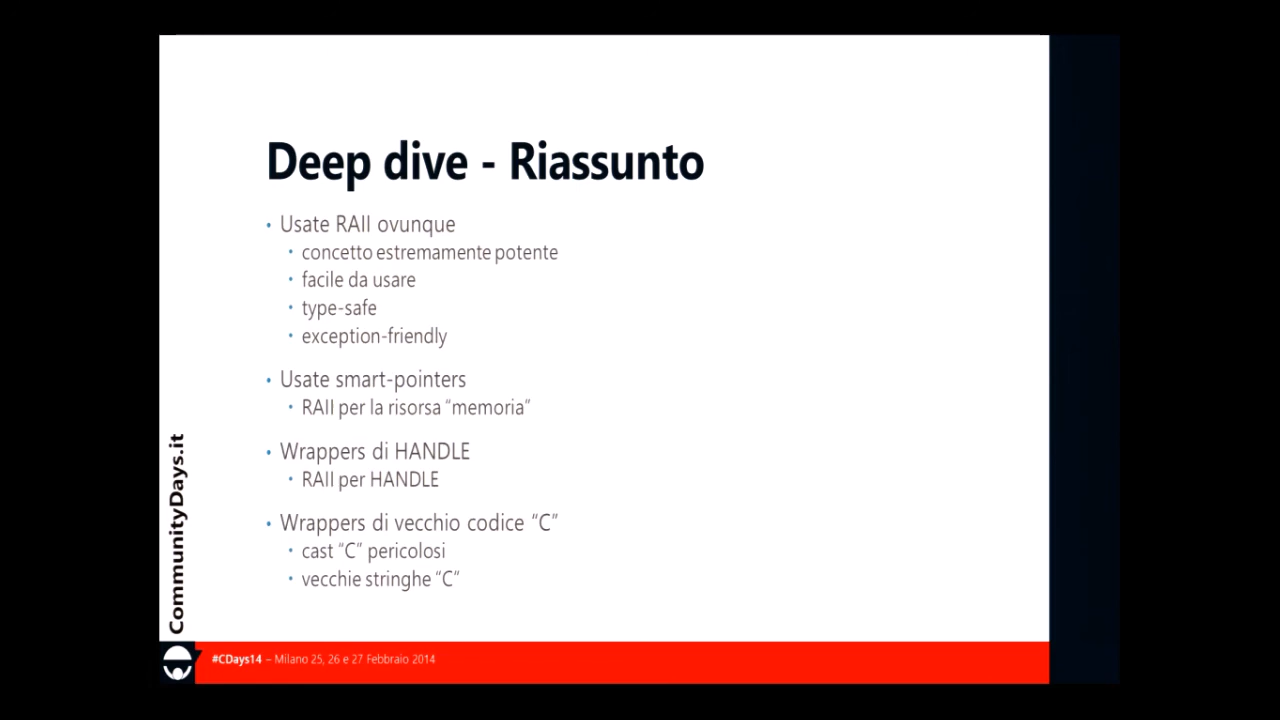 Deep dive - Riassunto
• Usate RAII ovunque
• concetto estremamente potente
• facile da usare
• type-safe
• exception-friendly
• Usate smart-pointers
• RAII per la risorsa “memoria”
• Wrappers di HANDLE
• RAII per HANDLE
• Wrappers di vecchio codice “C”
• cast “C” pericolosi
• vecchie stringhe “C”
CommunityDays.it
#CDays14 – Milano 25, 26 e 27 Febbraio 2014